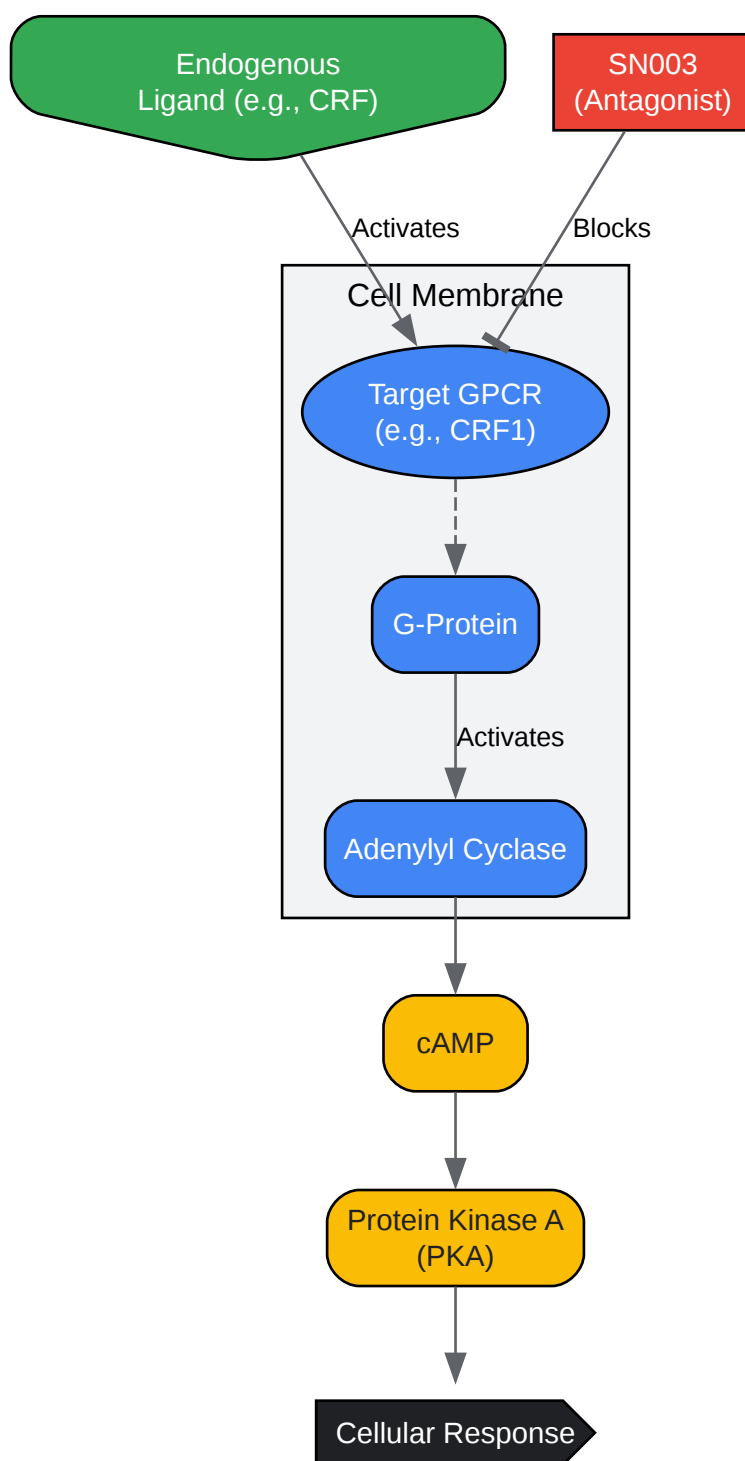 Endogenous
Ligand (e.g., CRF)
SN003
(Antagonist)
Activates
Blocks
Cell Membrane
Target GPCR
(e.g., CRF1)
G-Protein
Activates
Adenylyl Cyclase
cAMP
Protein Kinase A
(PKA)
Cellular Response